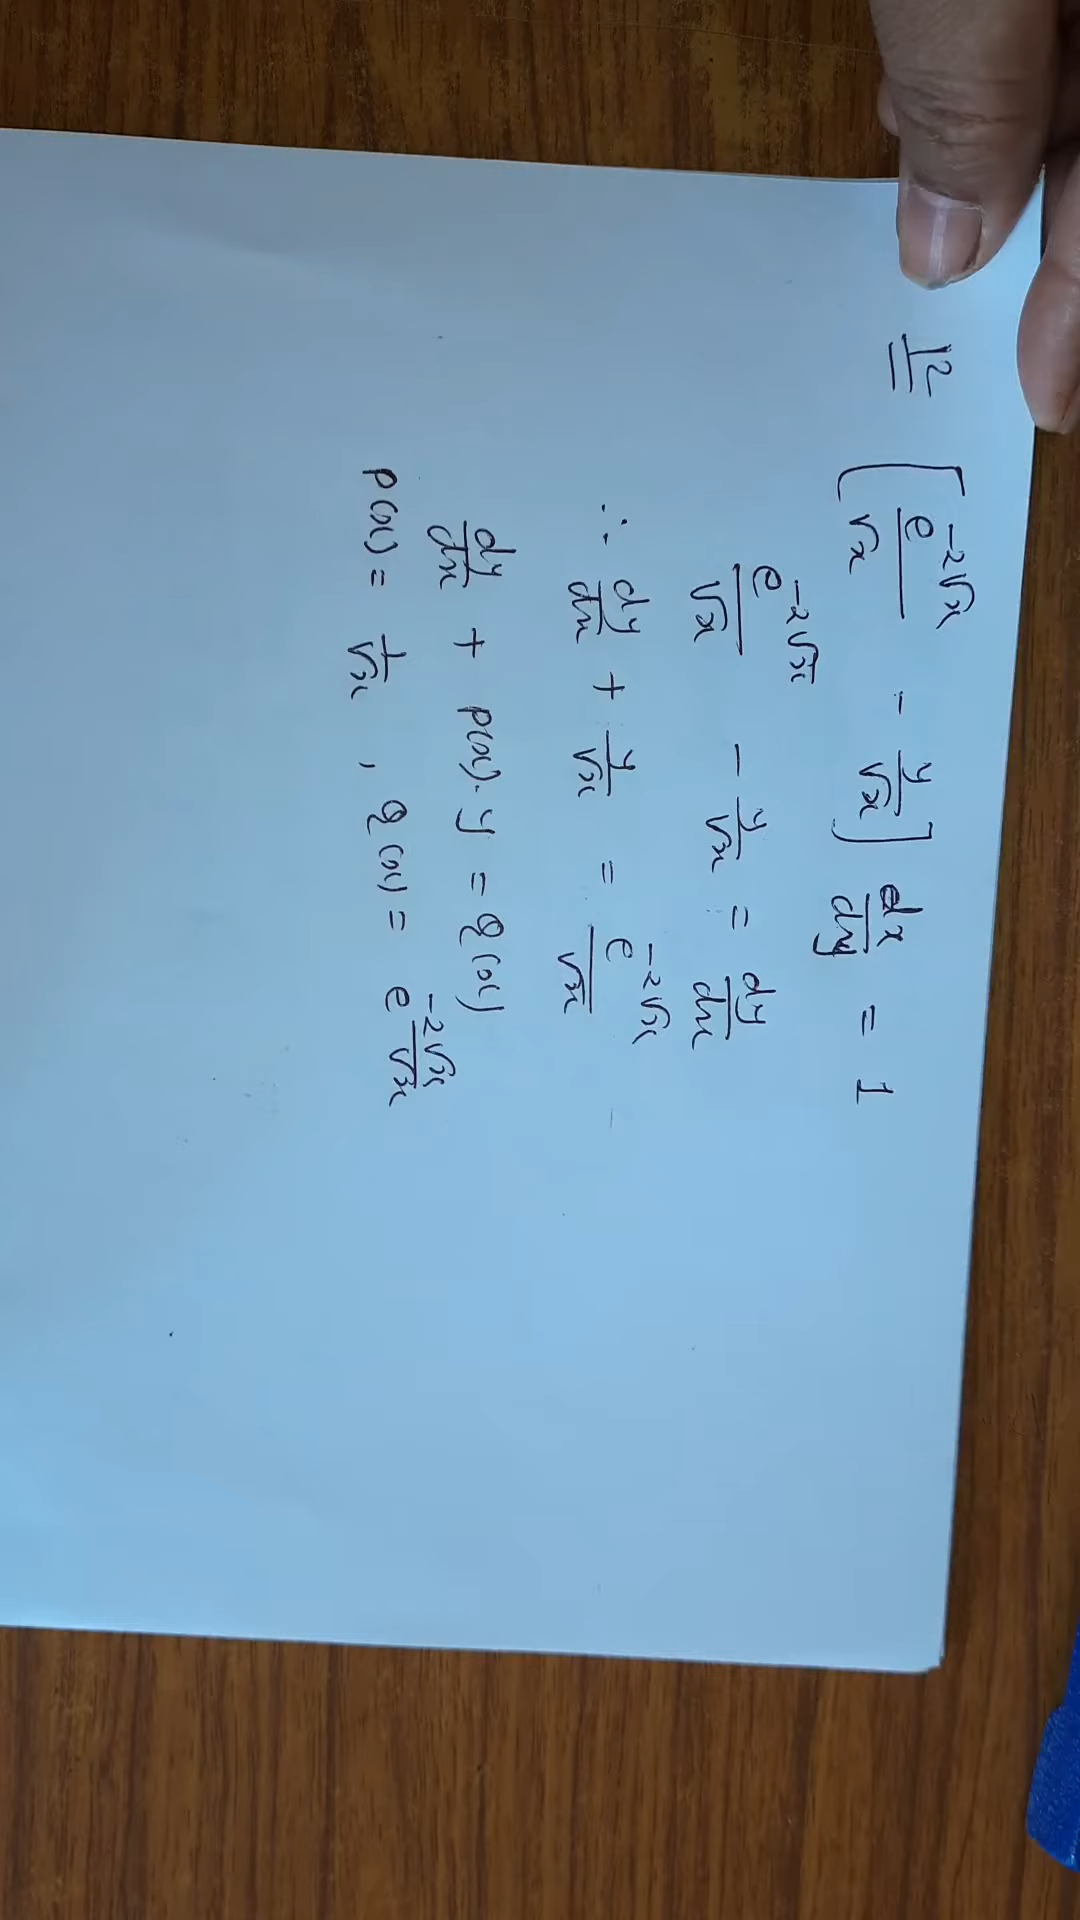 12 [e^{-2√x}/√x - y/√x] dx/dy = 1
e^{-2√x}/√x - y/√x = dy/dx
∴ dy/dx + y/√x = e^{-2√x}/√x
dy/dx + P(x).y = Q(x)
P(x) = 1/√x , Q(x) = e^{-2√x}/√x